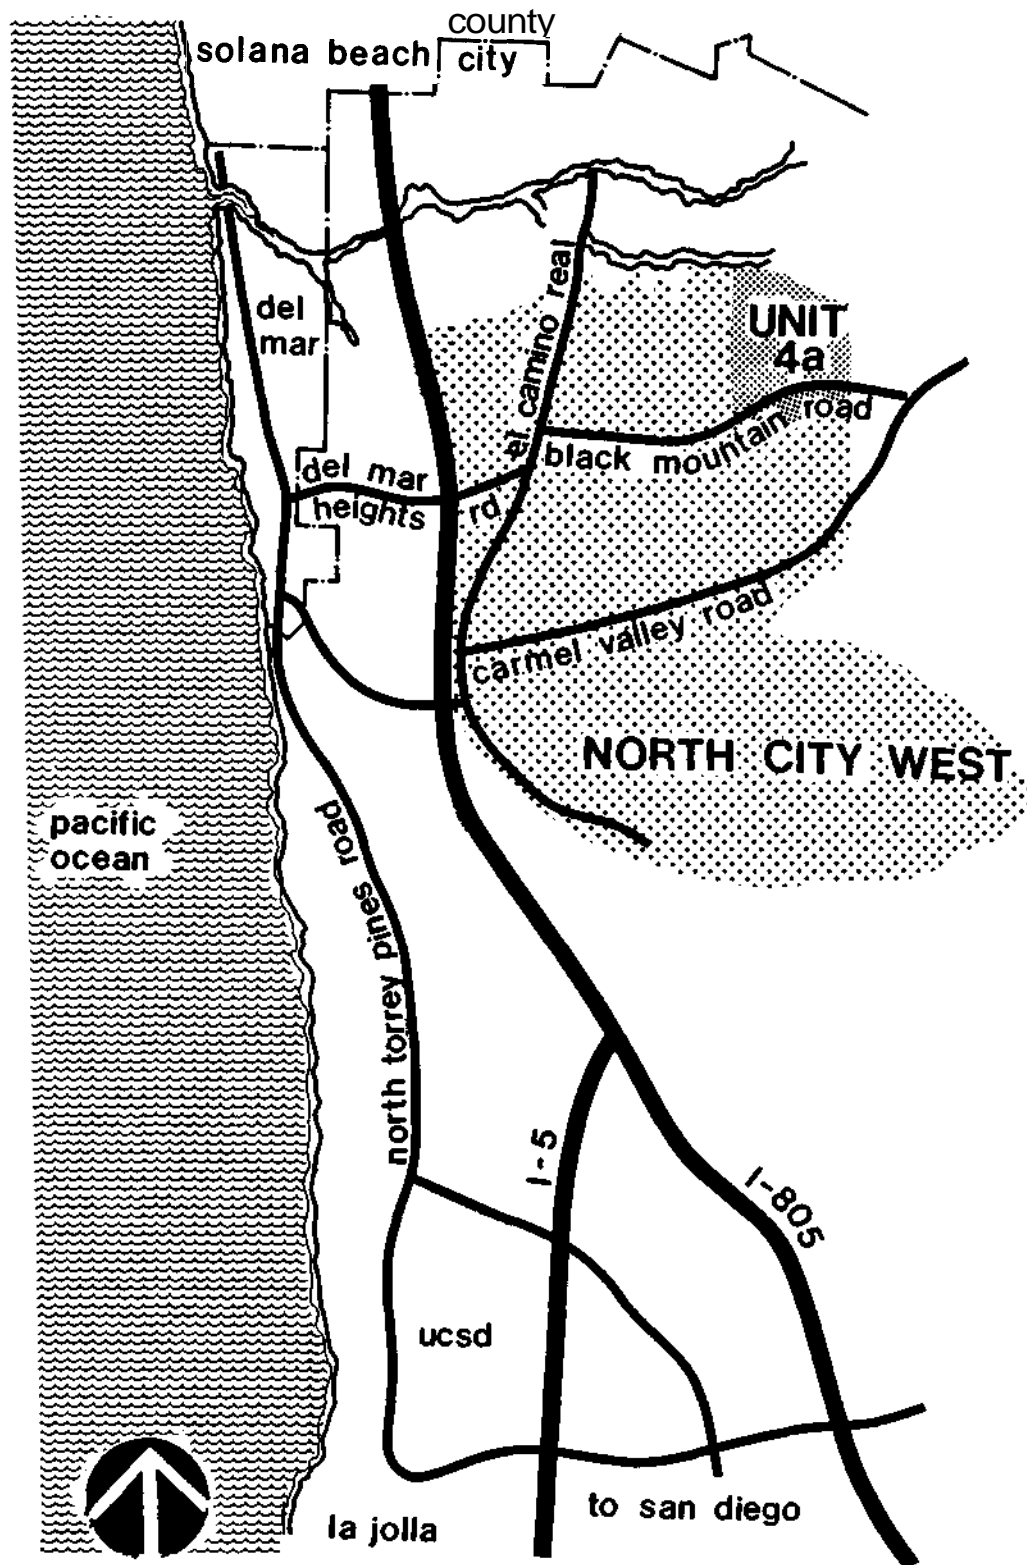 county
solana beach
city
del
mar
el camino real
UNIT
4a
black mountain road
del mar
heights
rd
carmel valley road
NORTH CITY WEST
pacific
ocean
north torrey pines road
I-5
I-805
ucsd
to san diego
la jolla